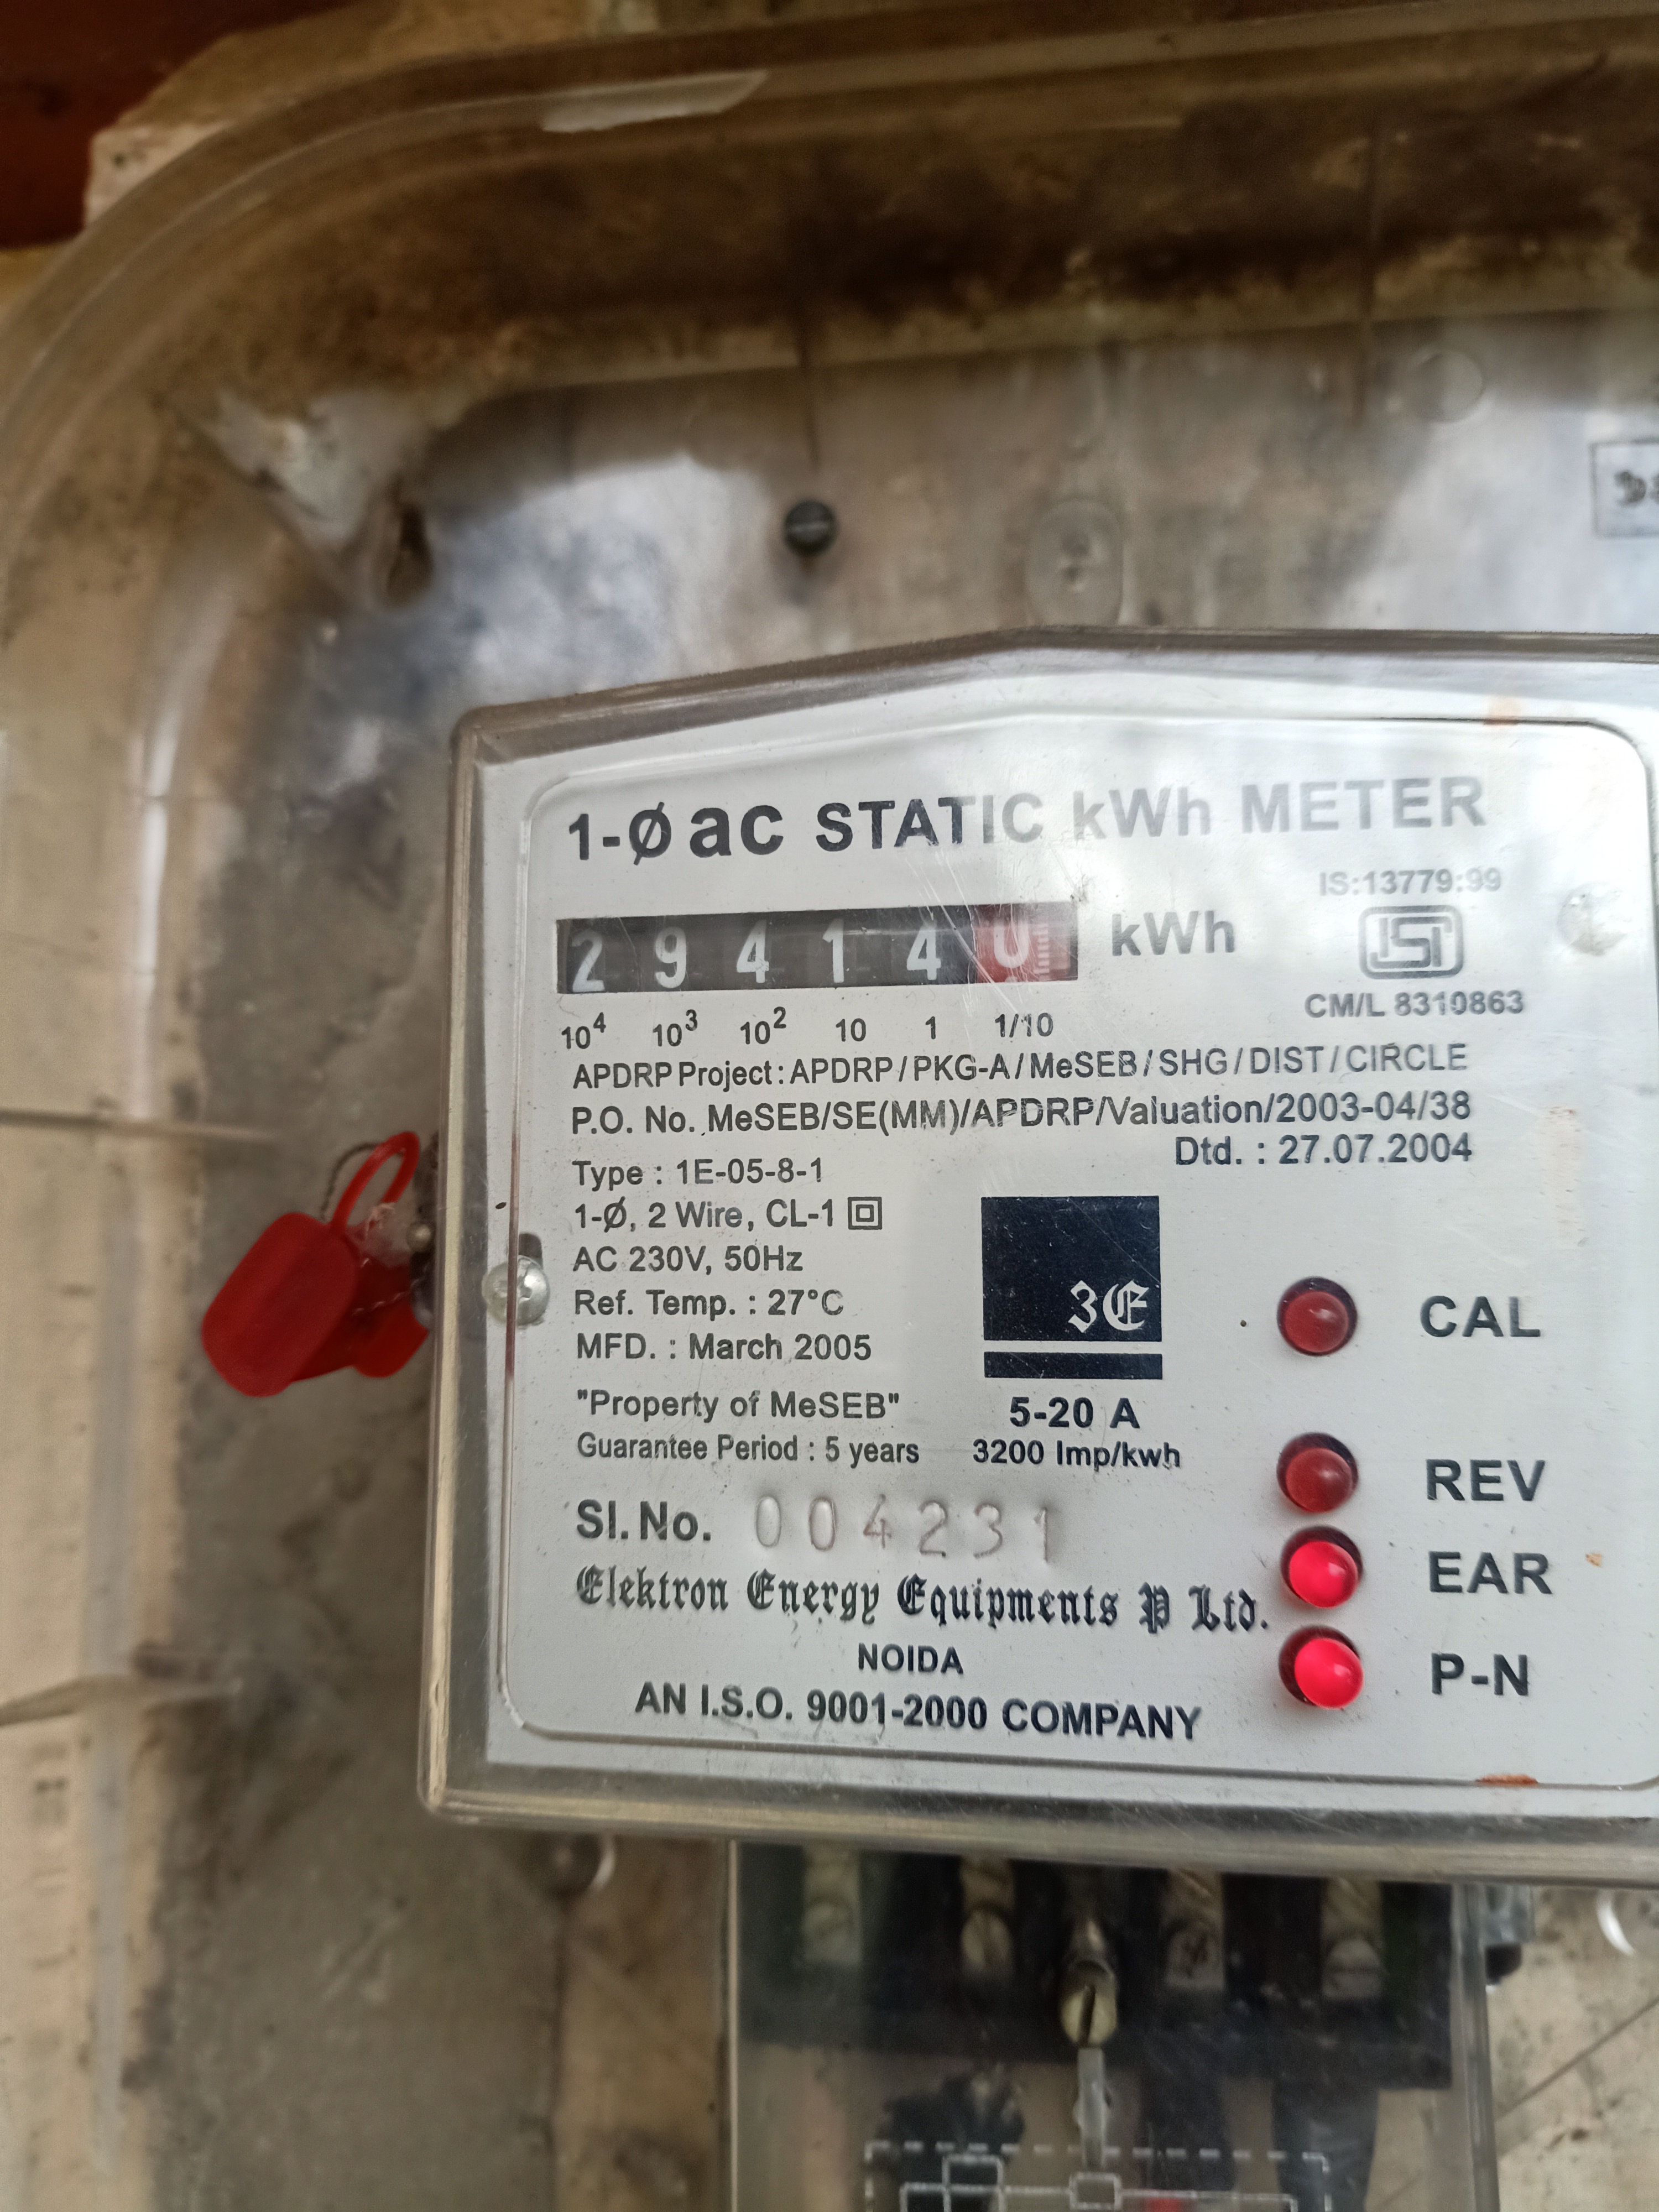 1-Ø ac STATIC kWh METER
IS:13779:99
2 9 4 1 4 0 kWh
ISI
CM/L 8310863
10⁴ 10³ 10² 10 1 1/10
APDRP Project : APDRP / PKG-A / MeSEB / SHG / DIST / CIRCLE
P.O. No. MeSEB/SE(MM)/APDRP/Valuation/2003-04/38
Dtd. : 27.07.2004
Type : 1E-05-8-1
1-Ø, 2 Wire, CL-1
AC 230V, 50Hz
Ref. Temp. : 27°C
MFD. : March 2005
3E
CAL
"Property of MeSEB"
5-20 A
Guarantee Period : 5 years
3200 Imp/kwh
REV
Sl. No. 004231
EAR
Elektron Energy Equipments P Ltd.
NOIDA
P-N
AN I.S.O. 9001-2000 COMPANY